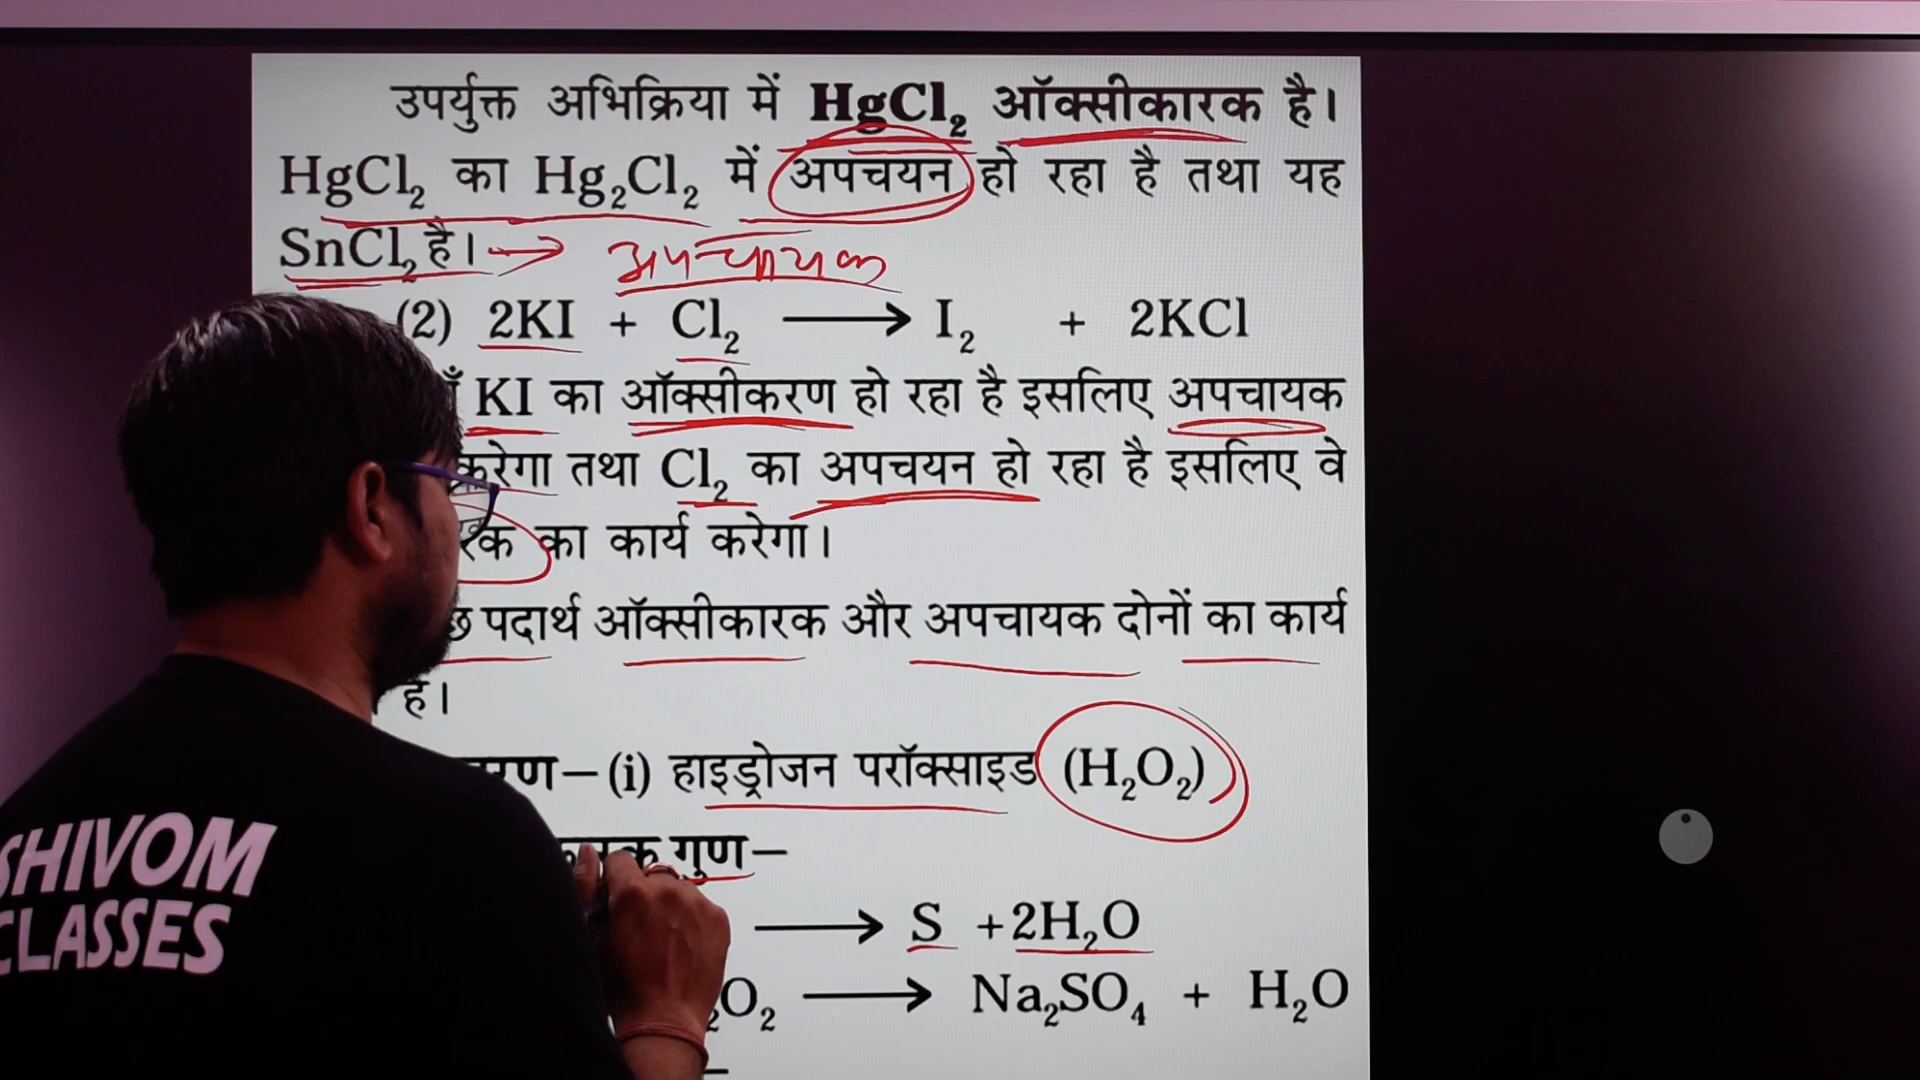 उपर्युक्त अभिक्रिया में HgCl₂ ऑक्सीकारक है।
HgCl₂ का Hg₂Cl₂ में अपचयन हो रहा है तथा यह
SnCl₂ है। → अपचायक
(2) 2KI + Cl₂ ⟶ I₂ + 2KCl
KI का ऑक्सीकरण हो रहा है इसलिए अपचायक
करेगा तथा Cl₂ का अपचयन हो रहा है इसलिए वे
का कार्य करेगा।
पदार्थ ऑक्सीकारक और अपचायक दोनों का कार्य
है।
(i) हाइड्रोजन परॉक्साइड (H₂O₂)
गुण–
⟶ S +2H₂O
₂O₂ ⟶ Na₂SO₄ + H₂O
SHIVOM
CLASSES